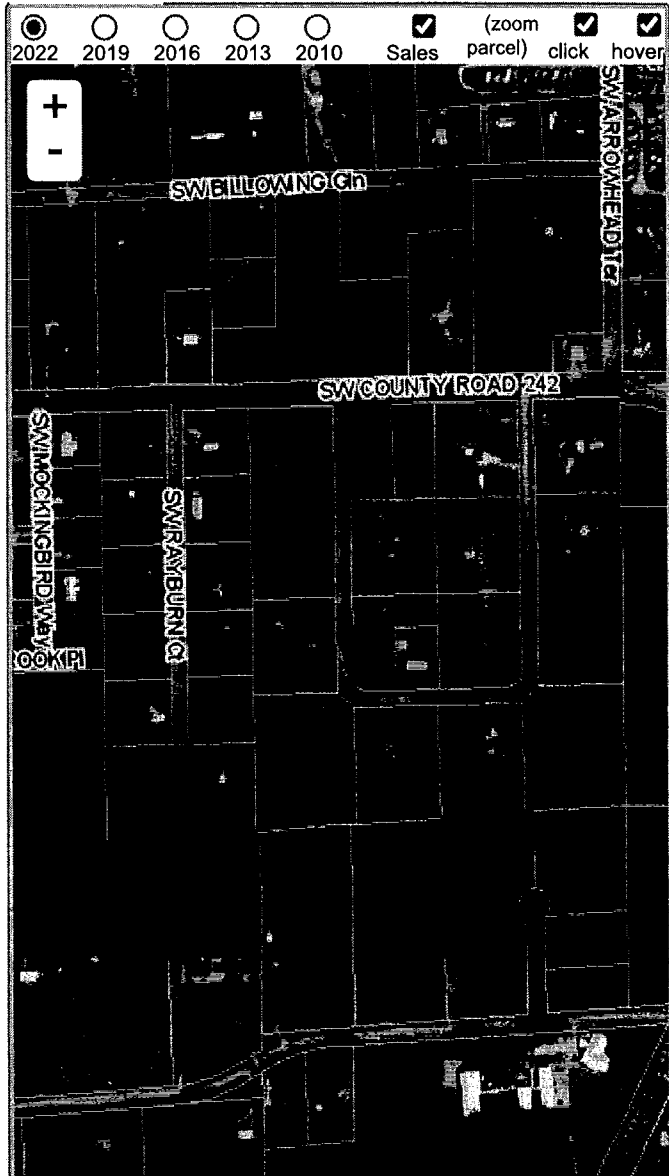 (zoom
2022 2019 2016 2013 2010 Sales parcel) click hover
+
-
SW ARROWHEAD Ter
SW BILLOWING Gln
SW COUNTY ROAD 242
SW MOCKINGBIRD Way
SW RAYBURN Ct
OOK Pl